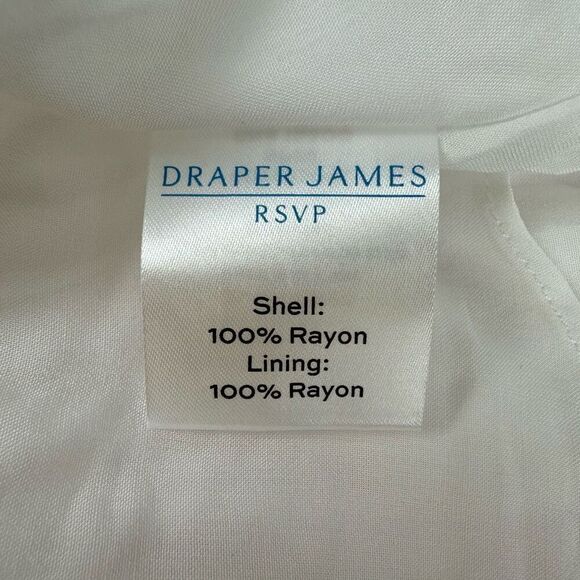 DRAPER JAMES
RSVP
Shell:
100% Rayon
Lining:
100% Rayon